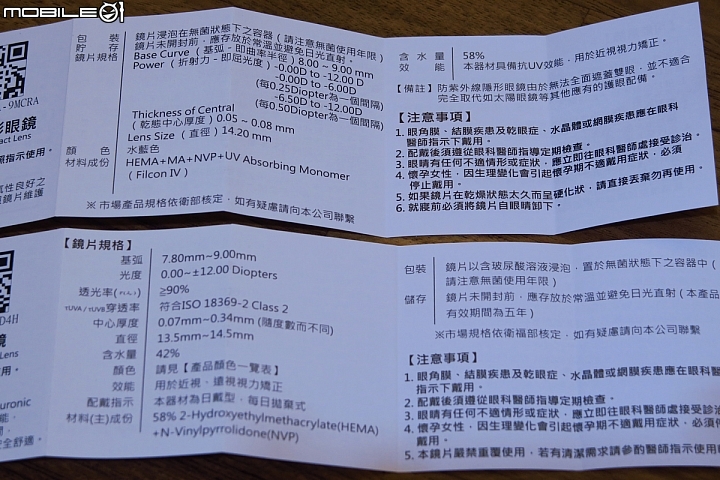 MOBILE01
包裝
鏡片浸泡在無菌狀態下之容器(請注意無菌使用年限)
貯存
鏡片未開封前,應存放於常溫並避免日光直射。
鏡片規格
Base Curve (基弧-即曲率半徑) 8.00 ~ 9.00 mm
Power (折射力-即屈光度) -0.00D to -12.00 D
-0.00D to -6.00D
(每0.25Diopter為一個間隔)
-6.50D to -12.00D
(每0.50Diopter為一個間隔)
Thickness of Central
(乾態中心厚度) 0.05 ~ 0.08 mm
Lens Size (直徑) 14.20 mm
顏色
水藍色
材料成份
HEMA+MA+NVP+UV Absorbing Monomer
(Filcon IV)
※市場產品規格依衛部核定,如有疑慮請向本公司聯繫
-9MCRA
形眼鏡
act Lens
照指示使用。
氣性良好之
鏡片維護
含水量
58%
效能
本器材具備抗UV效能,用於近視視力矯正。
【備註】防紫外線隱形眼鏡由於無法全面遮蓋雙眼,並不適合
完全取代如太陽眼鏡等其他應有的護眼配備。
【注意事項】
1. 眼角膜、結膜疾患及乾眼症、水晶體或網膜疾患應在眼科
醫師指示下戴用。
2. 配戴後須遵從眼科醫師指導定期檢查。
3. 眼睛有任何不適情形或症狀,應立即往眼科醫師處接受診治。
4. 懷孕女性,因生理變化會引起懷孕期不適戴用症狀,必須
停止戴用。
5. 如果鏡片在乾燥狀態太久而呈硬化狀,請直接丟棄勿再使用。
6. 就寢前必須將鏡片自眼睛卸下。
【鏡片規格】
基弧 7.80mm~9.00mm
光度 0.00~±12.00 Diopters
透光率 ≧90%
τUVA / τUVB穿透率 符合ISO 18369-2 Class 2
中心厚度 0.07mm~0.34mm (隨度數而不同)
直徑 13.5mm~14.5mm
含水量 42%
顏色 請見【產品顏色一覽表】
效能 用於近視、遠視視力矯正
配戴指示 本器材為日戴型,每日拋棄式
材料(主)成份 58% 2-Hydroxyethylmethacrylate(HEMA)
+N-Vinylpyrrolidone(NVP)
D4H
Lens
用。
uronic
能,
全舒適。
包裝 鏡片以含玻尿酸溶液浸泡,置於無菌狀態下之容器中(
請注意無菌使用年限)
儲存 鏡片未開封前,應存放於常溫並避免日光直射(本產品
有效期間為五年)
※市場規格依衛福部核定,如有疑慮請向本公司聯繫
【注意事項】
1. 眼角膜、結膜疾患及乾眼症、水晶體或網膜疾患應在眼科
指示下戴用。
2. 配戴後須遵從眼科醫師指導定期檢查。
3. 眼睛有任何不適情形或症狀,應立即往眼科醫師處接受診治
4. 懷孕女性,因生理變化會引起懷孕期不適戴用症狀,必
戴用。
5. 本鏡片嚴禁重覆使用,若有清潔需求請參酌醫師指示使用